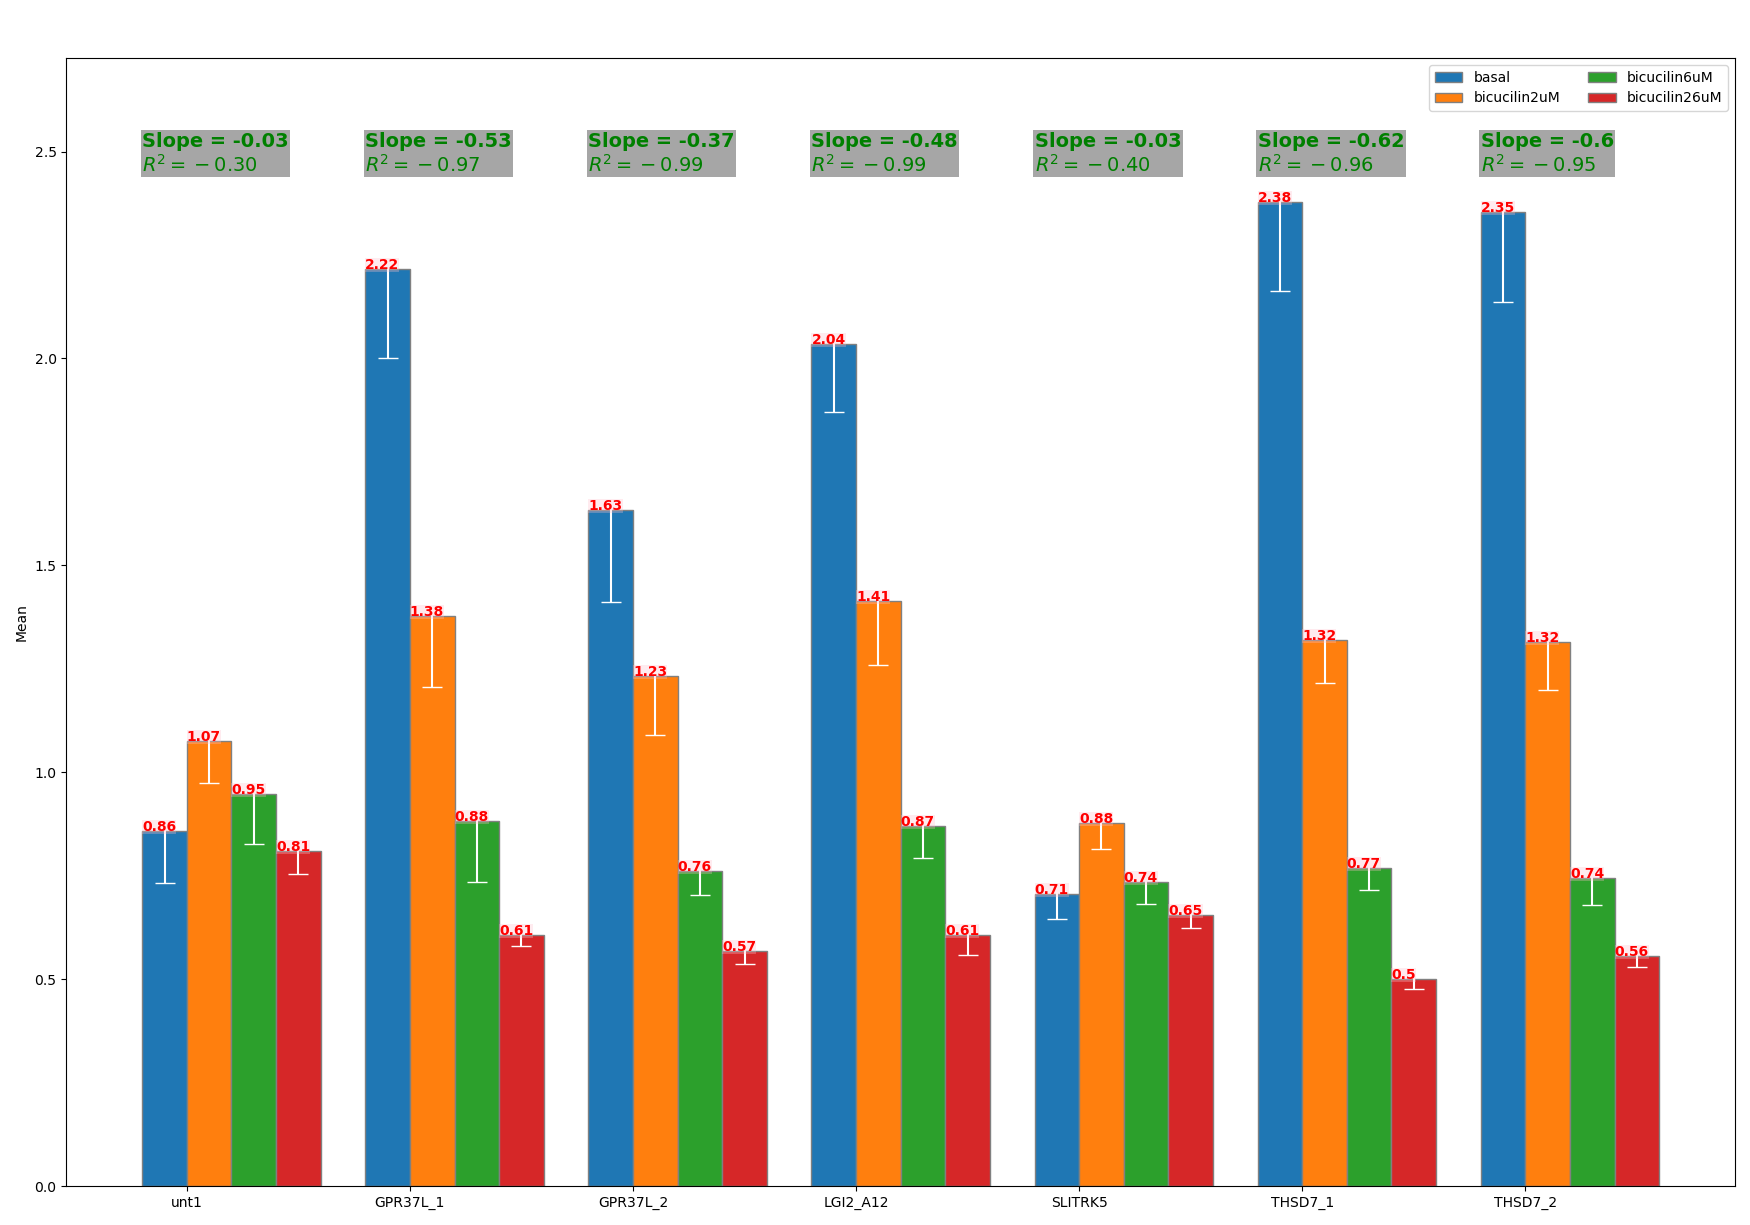 basal
bicucilin2uM
bicucilin6uM
bicucilin26uM
Slope = -0.03
R² = −0.30
Slope = -0.53
R² = −0.97
Slope = -0.37
R² = −0.99
Slope = -0.48
R² = −0.99
Slope = -0.03
R² = −0.40
Slope = -0.62
R² = −0.96
Slope = -0.6
R² = −0.95
Mean
2.5
2.0
1.5
1.0
0.5
0.0
0.86
1.07
0.95
0.81
2.22
1.38
0.88
0.61
1.63
1.23
0.76
0.57
2.04
1.41
0.87
0.61
0.71
0.88
0.74
0.65
2.38
1.32
0.77
0.5
2.35
1.32
0.74
0.56
unt1
GPR37L_1
GPR37L_2
LGI2_A12
SLITRK5
THSD7_1
THSD7_2